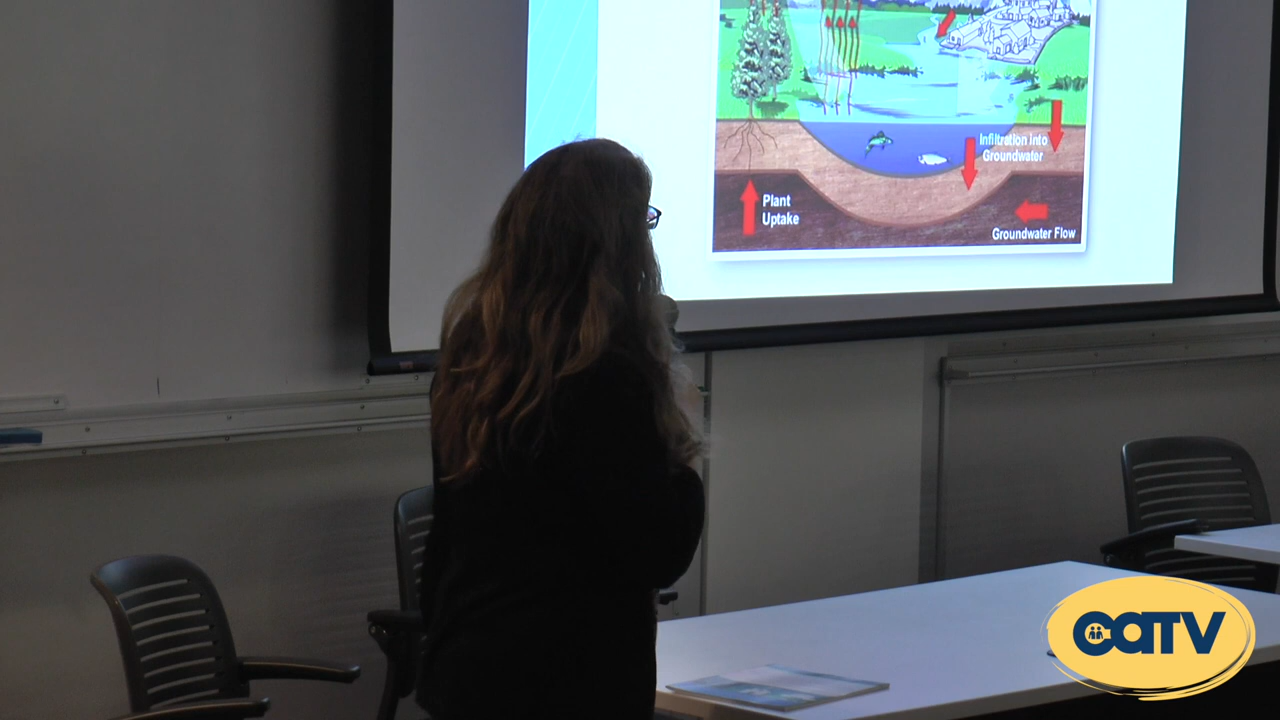 Infiltration into
Groundwater
Plant
Uptake
Groundwater Flow
CATV